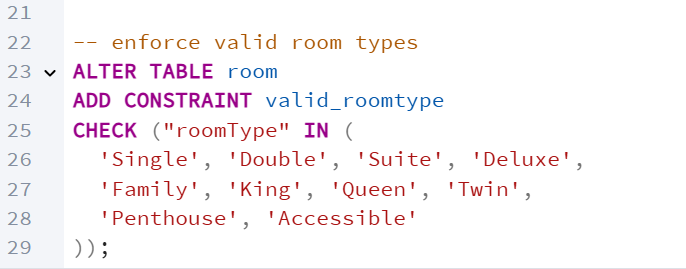 21
22 -- enforce valid room types
23 ALTER TABLE room
24 ADD CONSTRAINT valid_roomtype
25 CHECK ("roomType" IN (
26   'Single', 'Double', 'Suite', 'Deluxe',
27   'Family', 'King', 'Queen', 'Twin',
28   'Penthouse', 'Accessible'
29 ));